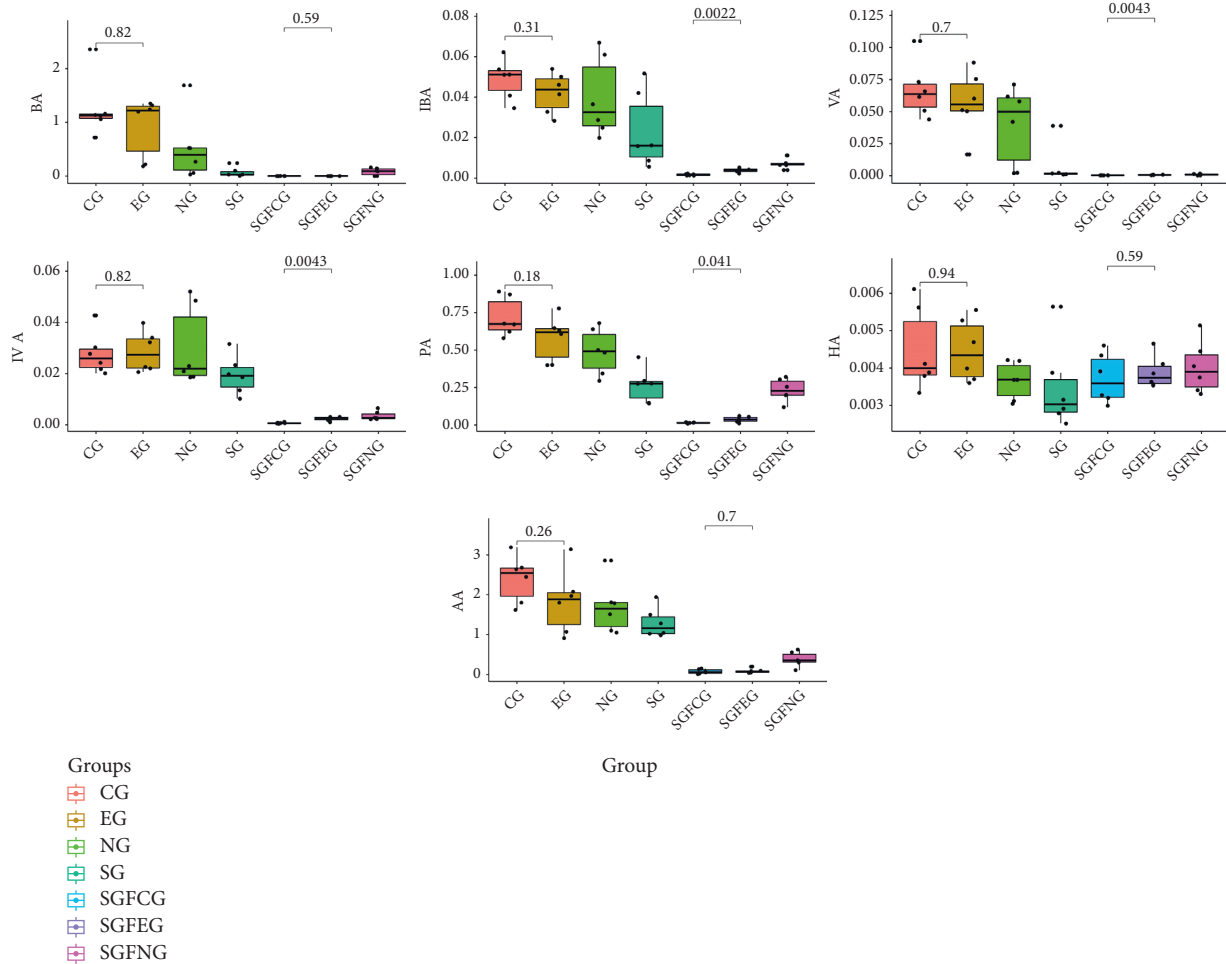 0.82
0.59
BA
2
1
0
CG
EG
NG
SG
SGFCG
SGFEG
SGFNG
0.31
0.0022
IBA
0.08
0.06
0.04
0.02
0.00
CG
EG
NG
SG
SGFCG
SGFEG
SGFNG
0.7
0.0043
VA
0.125
0.100
0.075
0.050
0.025
0.000
CG
EG
NG
SG
SGFCG
SGFEG
SGFNG
0.82
0.0043
IV A
0.06
0.04
0.02
0.00
CG
EG
NG
SG
SGFCG
SGFEG
SGFNG
0.18
0.041
PA
1.00
0.75
0.50
0.25
0.00
CG
EG
NG
SG
SGFCG
SGFEG
SGFNG
0.94
0.59
HA
0.006
0.005
0.004
0.003
CG
EG
NG
SG
SGFCG
SGFEG
SGFNG
0.26
0.7
AA
3
2
1
0
CG
EG
NG
SG
SGFCG
SGFEG
SGFNG
Group
Groups
CG
EG
NG
SG
SGFCG
SGFEG
SGFNG